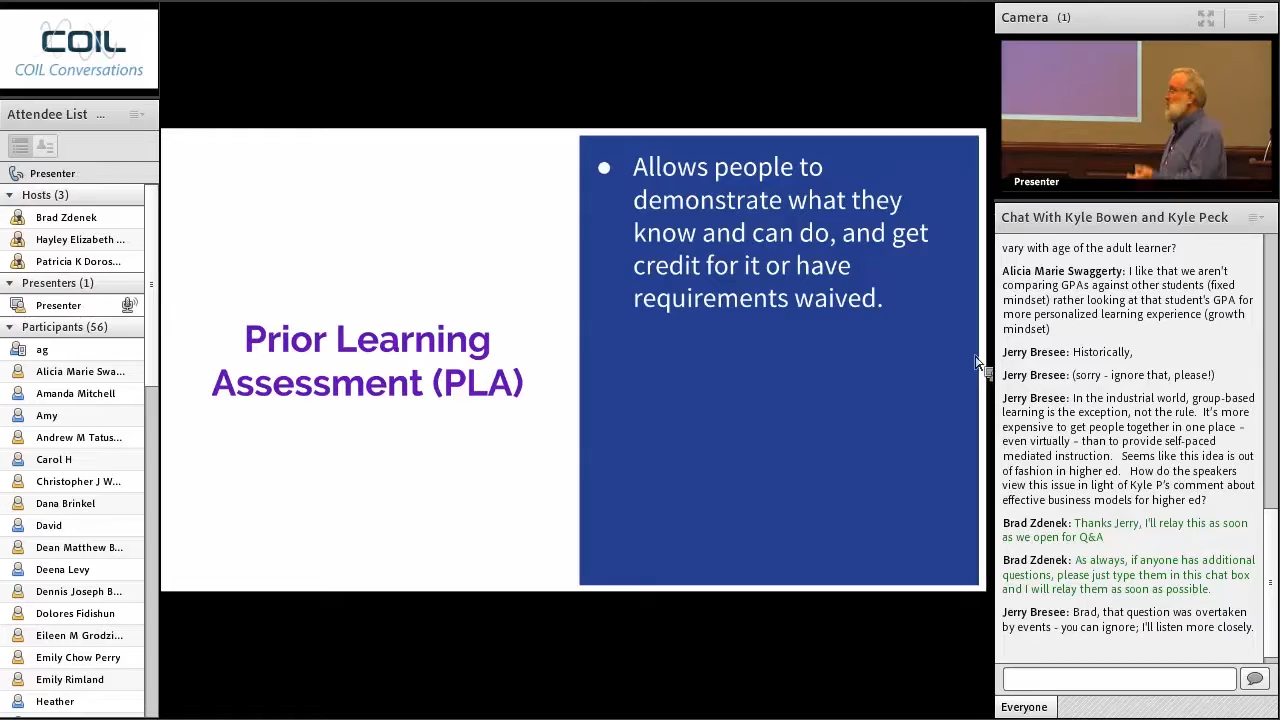 COIL
COIL Conversations
Attendee List ...
Presenter
Hosts (3)
Brad Zdenek
Hayley Elizabeth ...
Patricia K Doros...
Presenters (1)
Presenter
Participants (56)
ag
Alicia Marie Swa...
Amanda Mitchell
Amy
Andrew M Tatus...
Carol H
Christopher J W...
Dana Brinkel
David
Dean Matthew B...
Deena Levy
Dennis Joseph B...
Dolores Fidishun
Eileen M Grodzi...
Emily Chow Perry
Emily Rimland
Heather
Prior Learning
Assessment (PLA)
● Allows people to
demonstrate what they
know and can do, and get
credit for it or have
requirements waived.
Camera (1)
Presenter
Chat With Kyle Bowen and Kyle Peck
vary with age of the adult learner?
Alicia Marie Swaggerty: I like that we aren't
comparing GPAs against other students (fixed
mindset) rather looking at that student's GPA for
more personalized learning experience (growth
mindset)
Jerry Bresee: Historically,
Jerry Bresee: (sorry - ignore that, please!)
Jerry Bresee: In the industrial world, group-based
learning is the exception, not the rule. It's more
expensive to get people together in one place –
even virtually – than to provide self-paced
mediated instruction. Seems like this idea is out
of fashion in higher ed. How do the speakers
view this issue in light of Kyle P's comment about
effective business models for higher ed?
Brad Zdenek: Thanks Jerry, I'll relay this as soon
as we open for Q&A
Brad Zdenek: As always, if anyone has additional
questions, please just type them in this chat box
and I will relay them as soon as possible.
Jerry Bresee: Brad, that question was overtaken
by events - you can ignore; I'll listen more closely.
Everyone